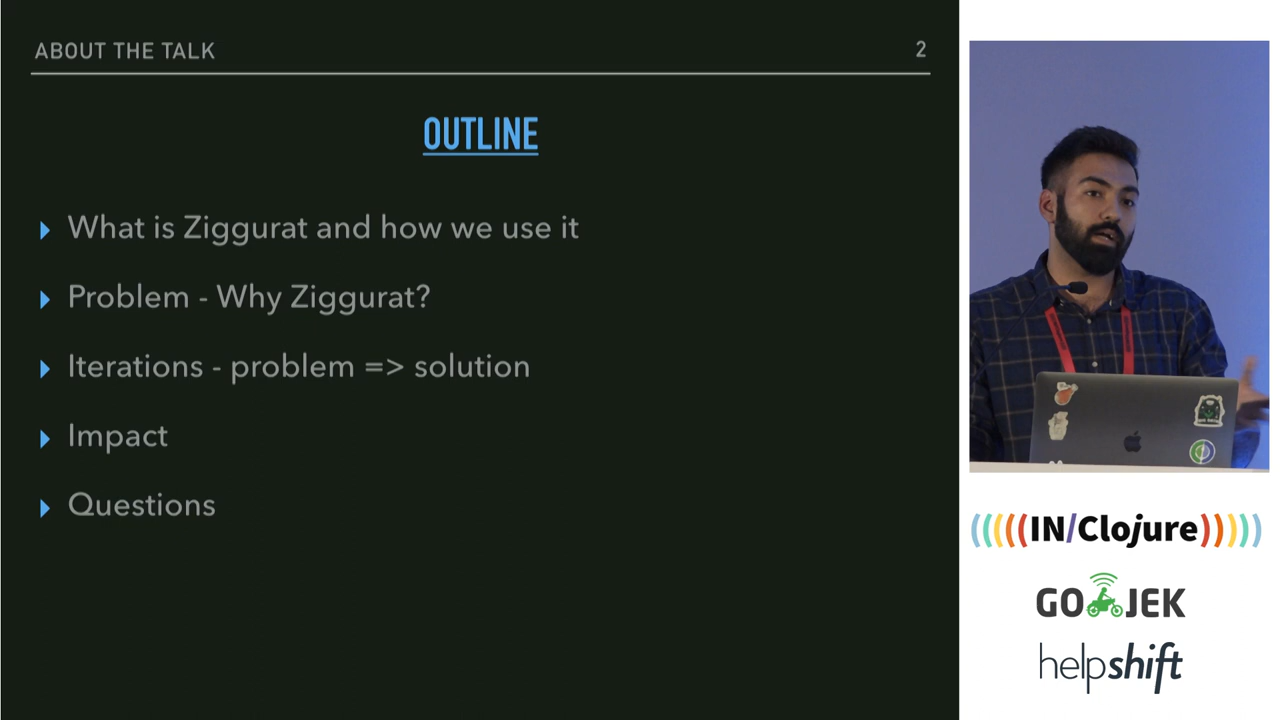 ABOUT THE TALK
2
OUTLINE
What is Ziggurat and how we use it
Problem - Why Ziggurat?
Iterations - problem => solution
Impact
Questions
(((((IN/Clojure)))))
GO JEK
helpshift